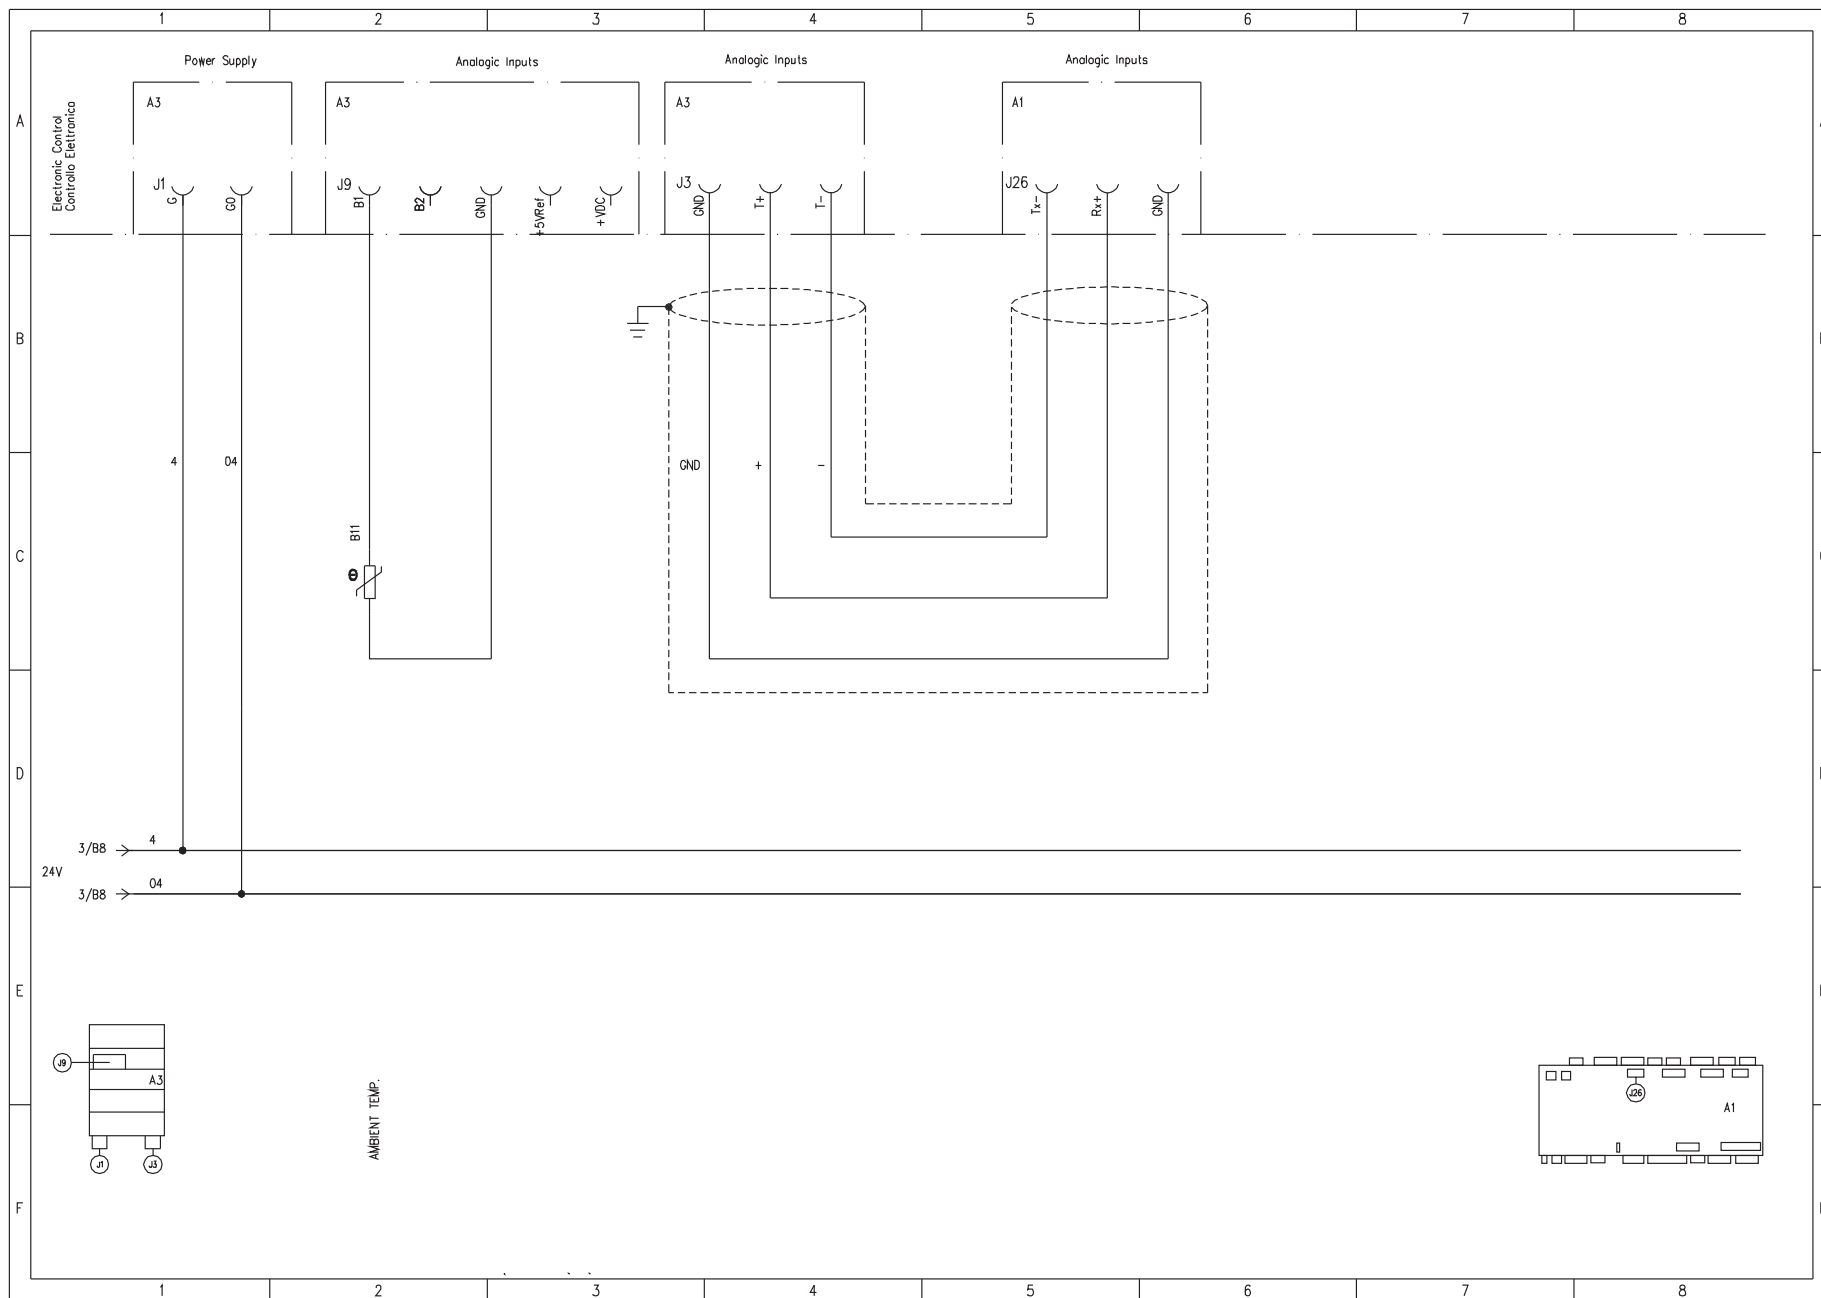 1 2 3 4 5 6 7 8
Power Supply
Analogic Inputs
Analogic Inputs
Analogic Inputs
A
Electronic Control
Controllo Elettronico
A3
A3
A3
A1
J1
J9
J3
J26
G
G0
B1
B2
GND
+5VRef
+VDC
GND
T+
T-
Tx-
Rx+
GND
B
4
04
GND
+
-
B11
C
D
3/B8
4
24V
3/B8
04
E
J9
A3
J1
J3
AMBIENT TEMP.
J26
A1
F
1 2 3 4 5 6 7 8